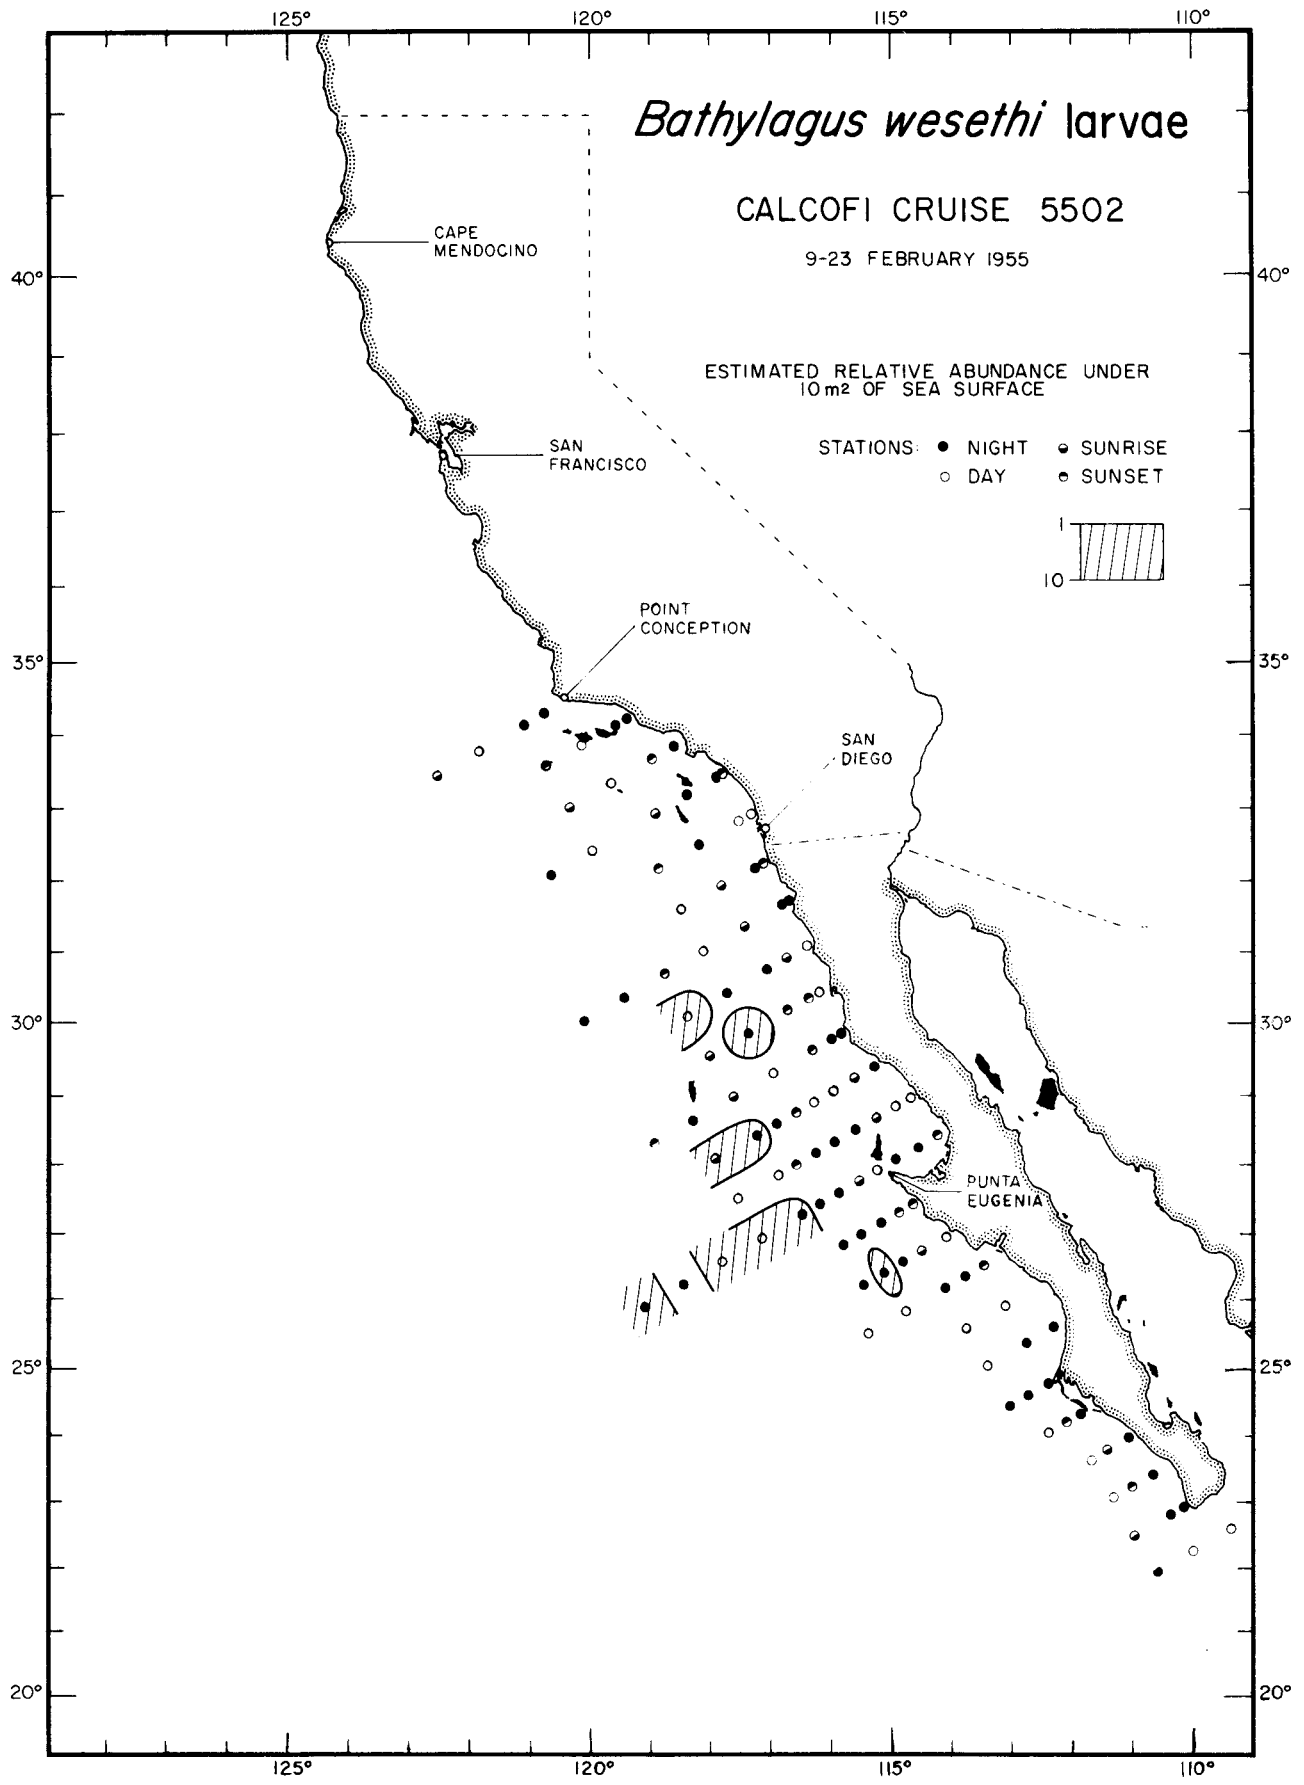 125° 120° 115° 110°
Bathylagus wesethi larvae
CALCOFI CRUISE 5502
9-23 FEBRUARY 1955
CAPE
MENDOCINO
40° 40°
ESTIMATED RELATIVE ABUNDANCE UNDER
10 m2 OF SEA SURFACE
STATIONS: NIGHT SUNRISE
DAY SUNSET
SAN
FRANCISCO
1
10
POINT
CONCEPTION
35° 35°
SAN
DIEGO
30° 30°
PUNTA
EUGENIA
25° 25°
20° 20°
125° 120° 115° 110°